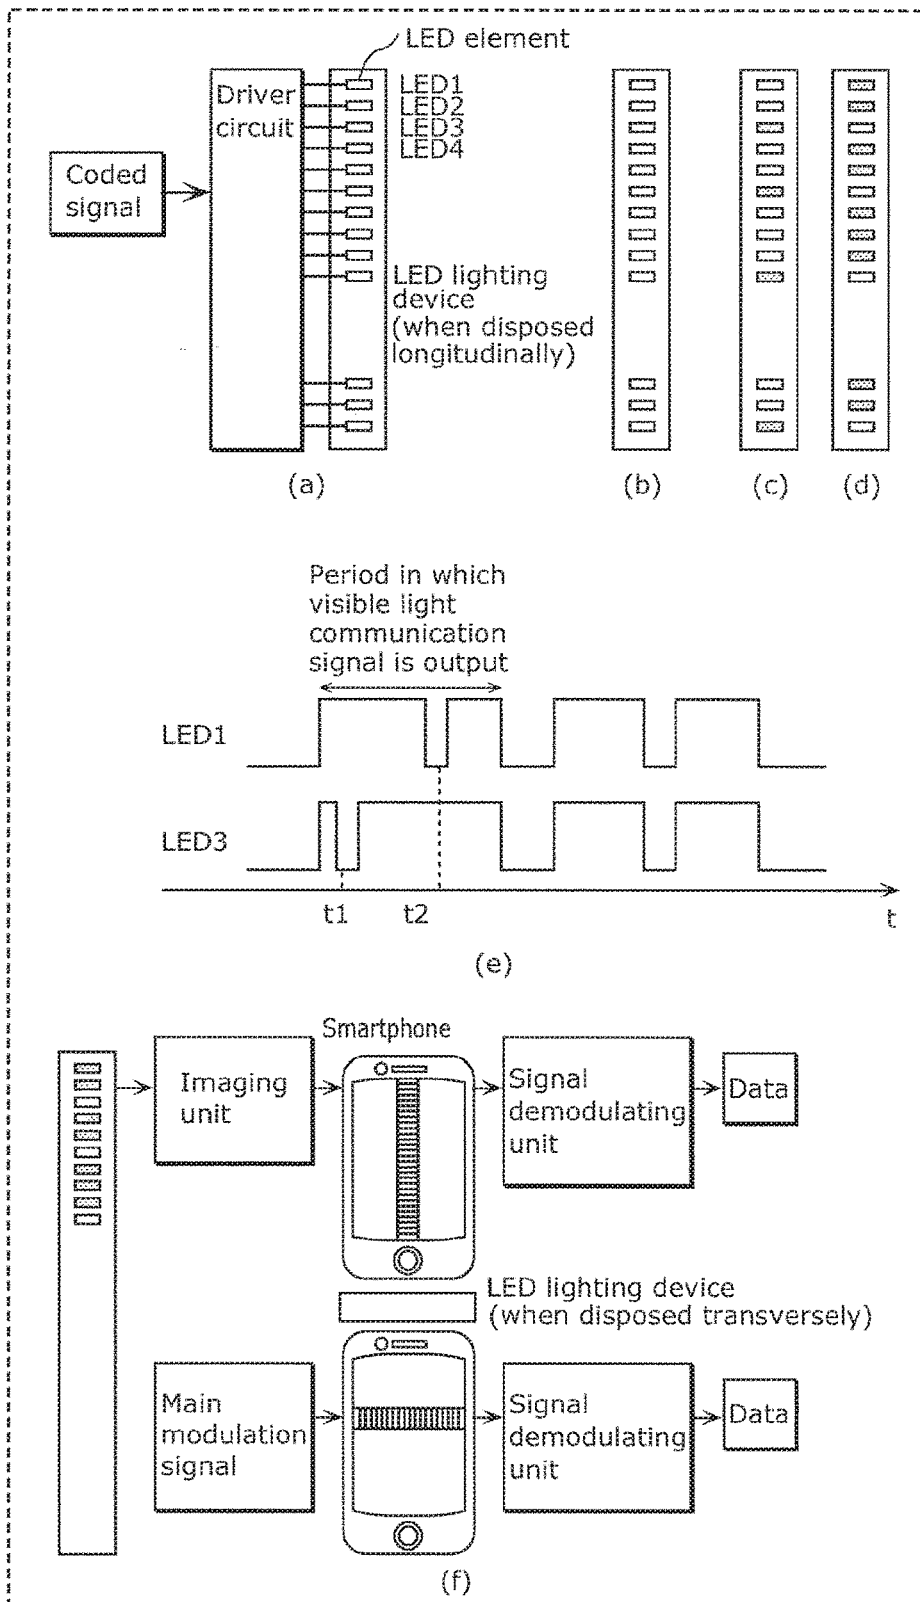 LED element
Driver
circuit
LED1
LED2
LED3
LED4
Coded
signal
LED lighting
device
(when disposed
longitudinally)
(a)
(b)
(c)
(d)
Period in which
visible light
communication
signal is output
LED1
LED3
t1
t2
t
(e)
Smartphone
Imaging
unit
Signal
demodulating
unit
Data
LED lighting device
(when disposed transversely)
Main
modulation
signal
Signal
demodulating
unit
Data
(f)